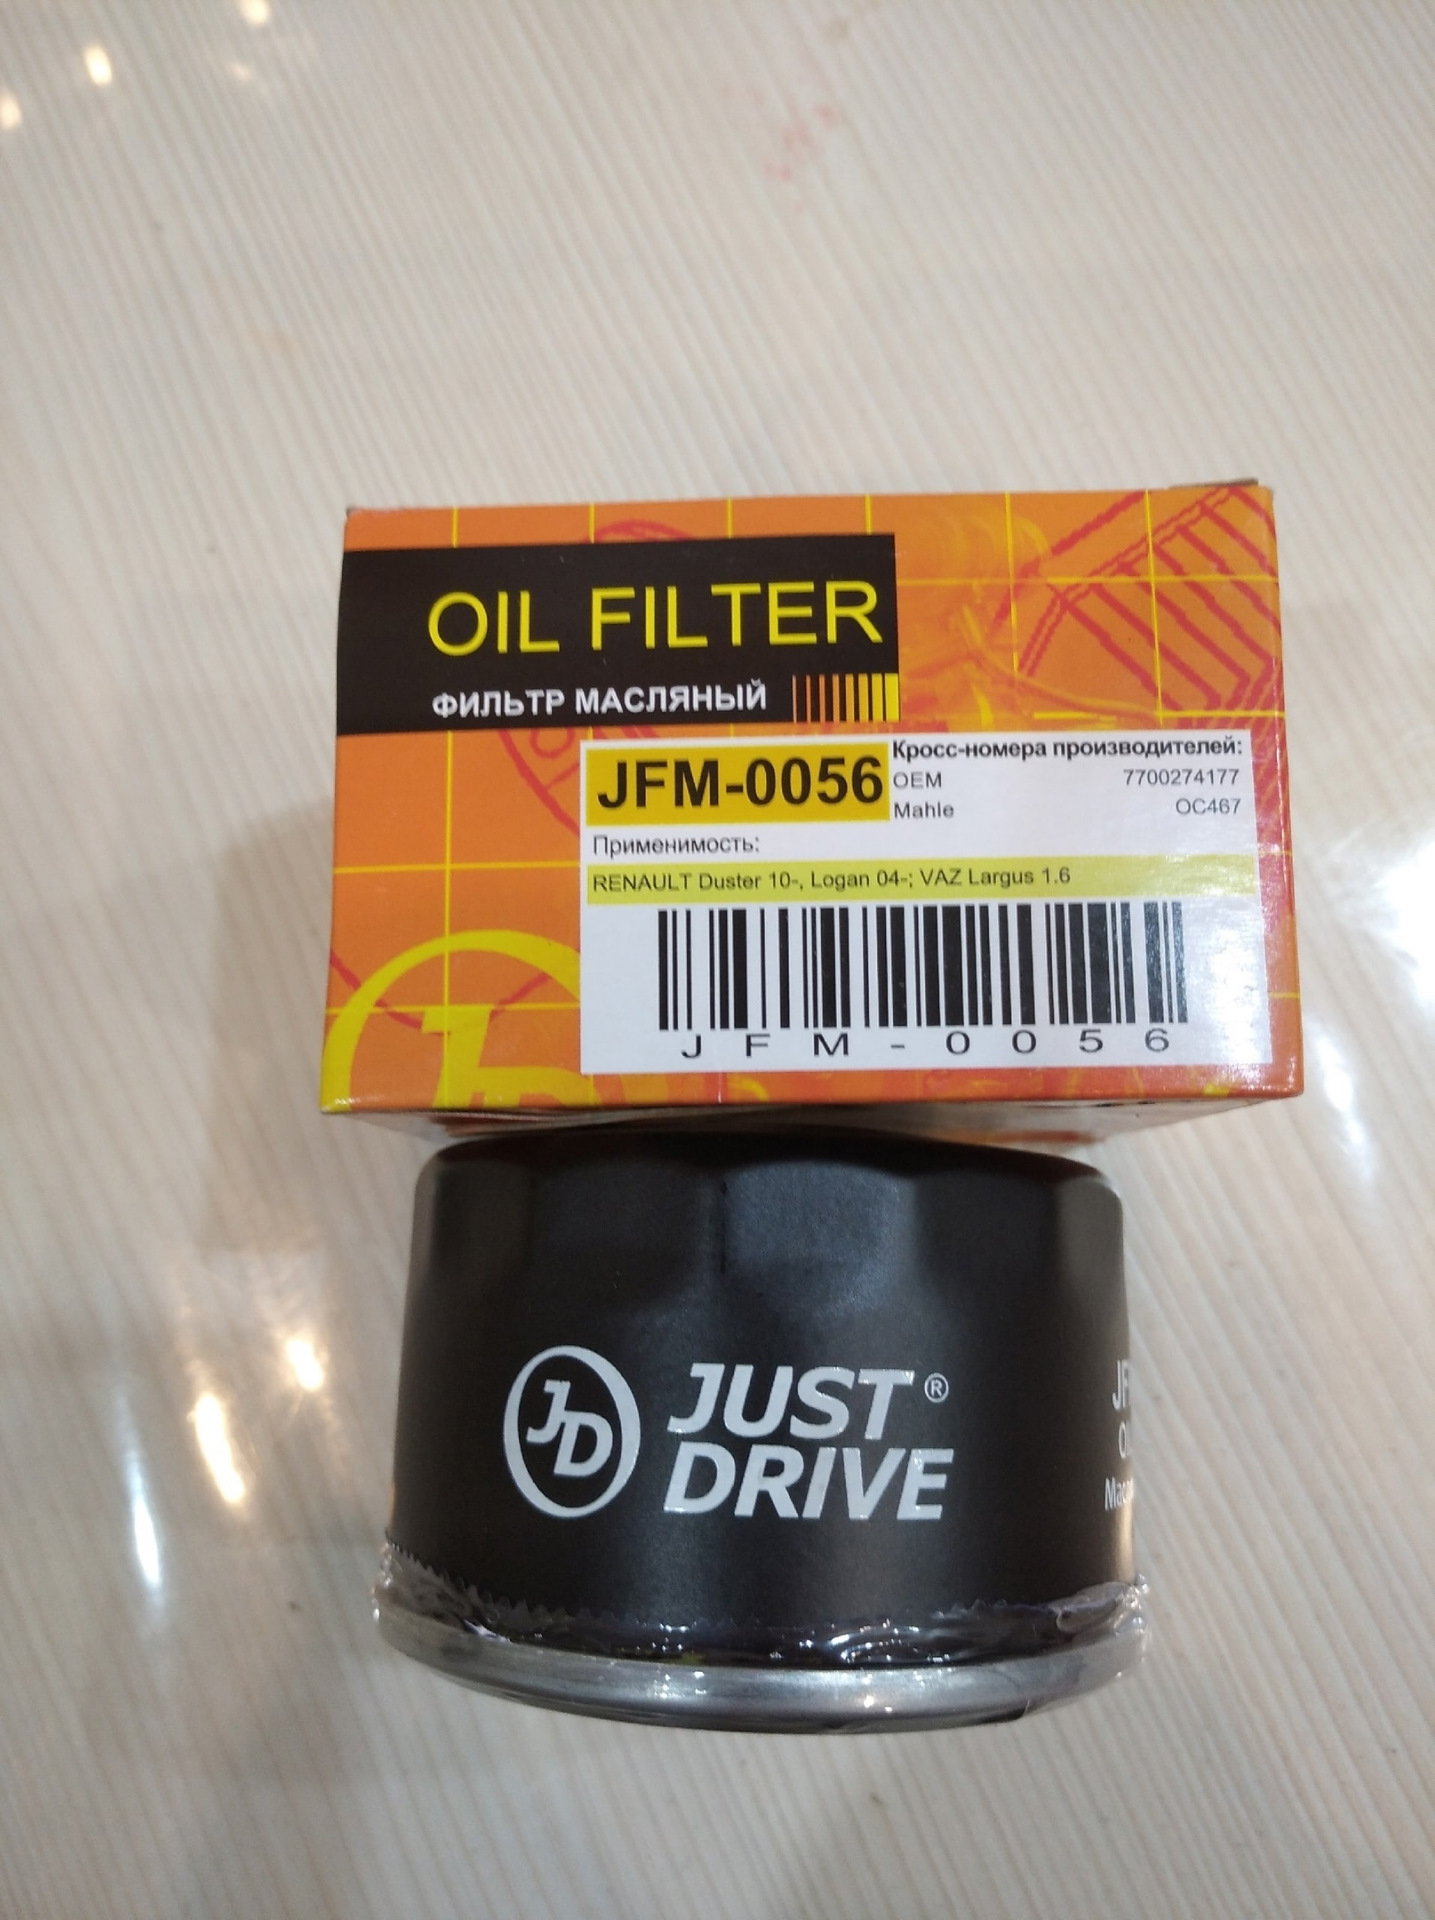 OIL FILTER
ФИЛЬТР МАСЛЯНЫЙ
JFM-0056
Кросс-номера производителей:
OEM 7700274177
Mahle OC467
Применимость:
RENAULT Duster 10-, Logan 04-; VAZ Largus 1.6
JFM-0056
JD
JUST ®
DRIVE